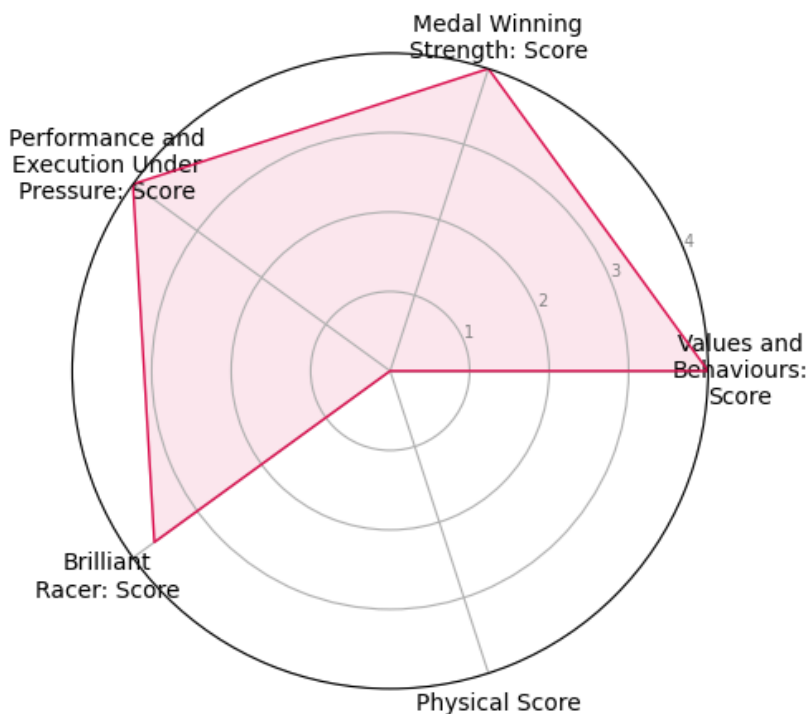 Medal Winning
Strength: Score
Performance and
Execution Under
Pressure: Score
4
3
2
1
Values and
Behaviours:
Score
Brilliant
Racer: Score
Physical Score